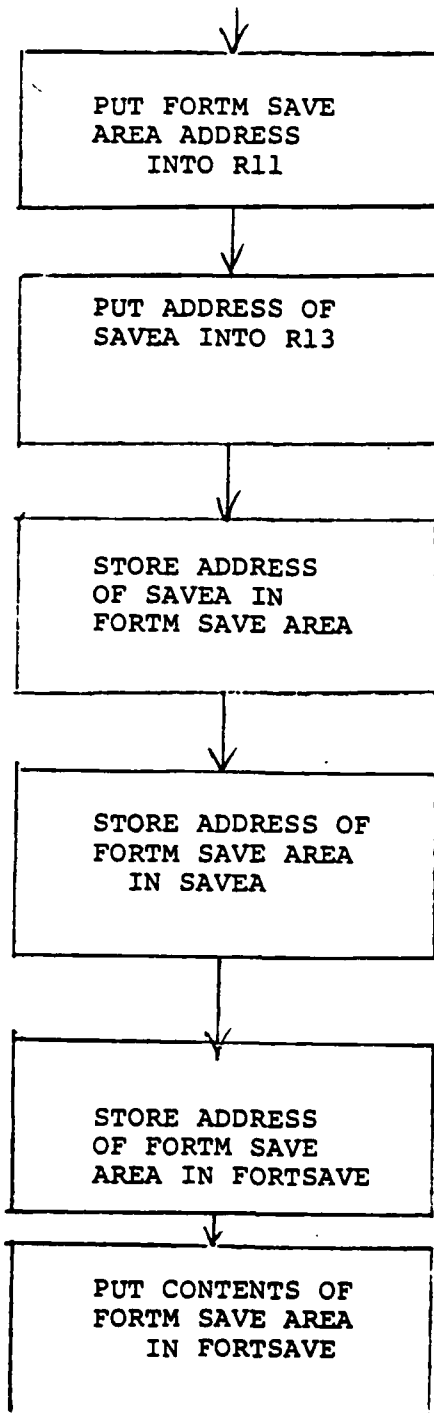 PUT FORTM SAVE
AREA ADDRESS
INTO R11
PUT ADDRESS OF
SAVEA INTO R13
STORE ADDRESS
OF SAVEA IN
FORTM SAVE AREA
STORE ADDRESS OF
FORTM SAVE AREA
IN SAVEA
STORE ADDRESS
OF FORTM SAVE
AREA IN FORTSAVE
PUT CONTENTS OF
FORTM SAVE AREA
IN FORTSAVE